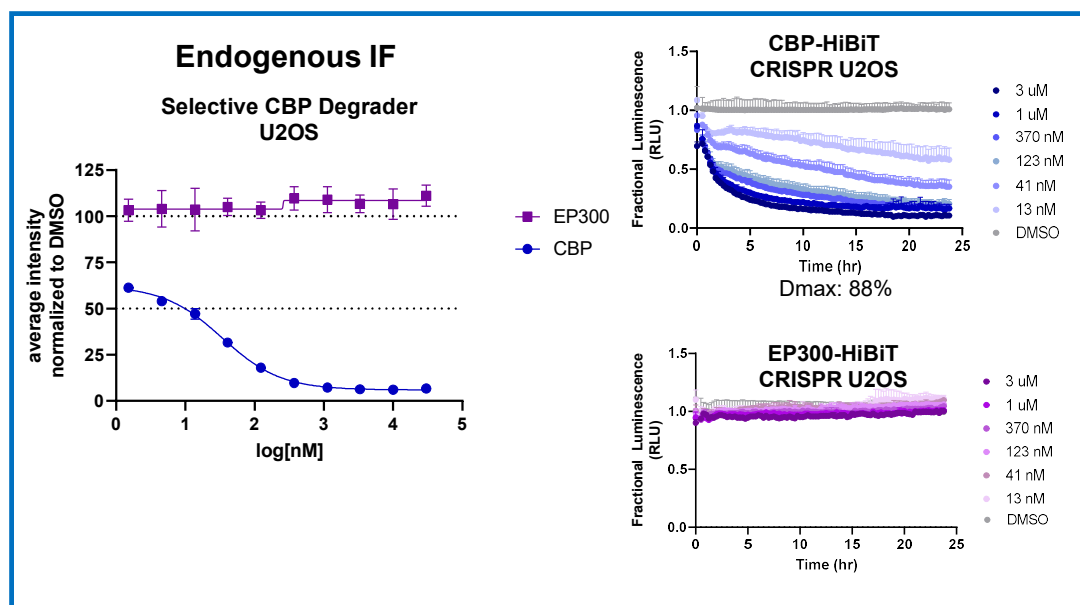 Endogenous IF
Selective CBP Degrader
U2OS
average intensity
normalized to DMSO
125
100
75
50
25
0
0
1
2
3
4
5
log[nM]
EP300
CBP
CBP-HiBiT
CRISPR U2OS
Fractional Luminescence
(RLU)
1.5
1.0
0.5
0.0
0
5
10
15
20
25
Time (hr)
3 uM
1 uM
370 nM
123 nM
41 nM
13 nM
DMSO
Dmax: 88%
EP300-HiBiT
CRISPR U2OS
Fractional Luminescence
(RLU)
1.5
1.0
0.5
0.0
0
5
10
15
20
25
Time (hr)
3 uM
1 uM
370 nM
123 nM
41 nM
13 nM
DMSO